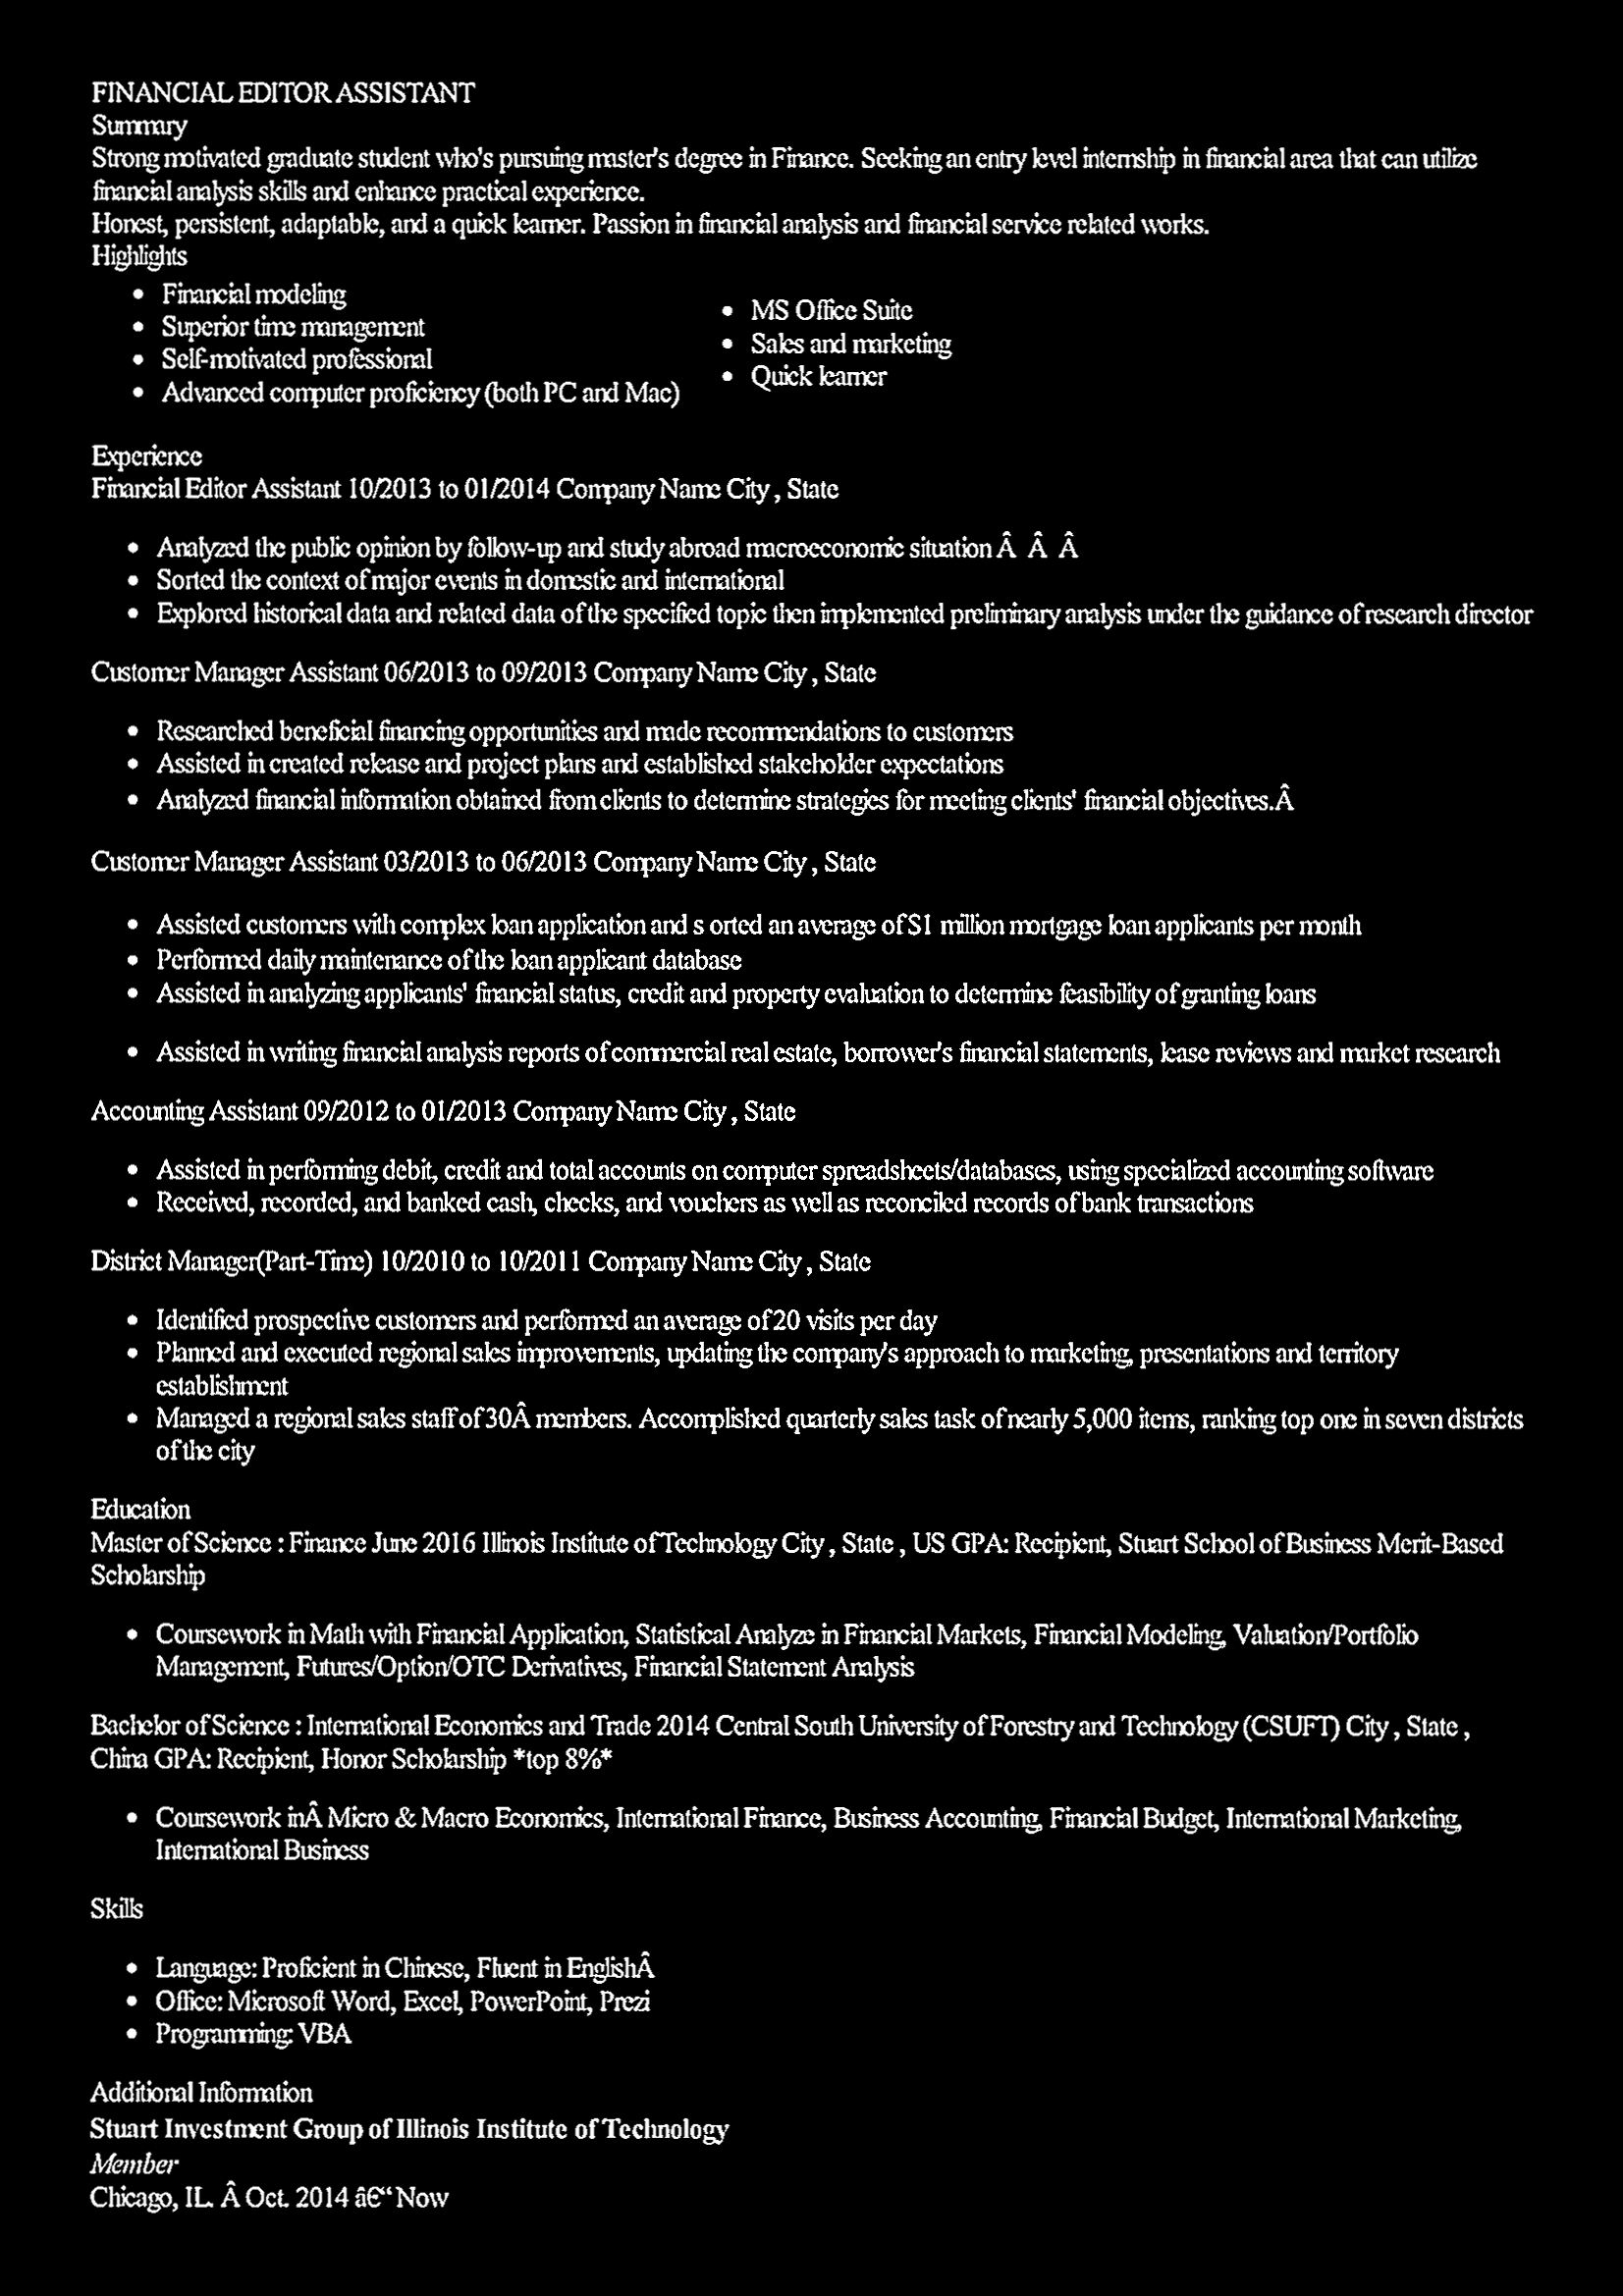 FINANCIAL EDITOR ASSISTANT
Summary
Strong motivated graduate student who's pursuing master's degree in Finance. Seeking an entry level internship in financial area that can utilize
financial analysis skills and enhance practical experience.
Honest, persistent, adaptable, and a quick learner. Passion in financial analysis and financial service related works.
Highlights
• Financial modeling
• Superior time management
• Self-motivated professional
• Advanced computer proficiency (both PC and Mac)
• MS Office Suite
• Sales and marketing
• Quick learner
Experience
Financial Editor Assistant 10/2013 to 01/2014 Company Name City , State
• Analyzed the public opinion by follow-up and study abroad macroeconomic situation Â Â Â
• Sorted the context of major events in domestic and international
• Explored historical data and related data of the specified topic then implemented preliminary analysis under the guidance of research director
Customer Manager Assistant 06/2013 to 09/2013 Company Name City , State
• Researched beneficial financing opportunities and made recommendations to customers
• Assisted in created release and project plans and established stakeholder expectations
• Analyzed financial information obtained from clients to determine strategies for meeting clients' financial objectives.Â
Customer Manager Assistant 03/2013 to 06/2013 Company Name City , State
• Assisted customers with complex loan application and s orted an average of $1 million mortgage loan applicants per month
• Performed daily maintenance of the loan applicant database
• Assisted in analyzing applicants' financial status, credit and property evaluation to determine feasibility of granting loans
• Assisted in writing financial analysis reports of commercial real estate, borrower's financial statements, lease reviews and market research
Accounting Assistant 09/2012 to 01/2013 Company Name City , State
• Assisted in performing debit, credit and total accounts on computer spreadsheets/databases, using specialized accounting software
• Received, recorded, and banked cash, checks, and vouchers as well as reconciled records of bank transactions
District Manager(Part-Time) 10/2010 to 10/2011 Company Name City , State
• Identified prospective customers and performed an average of 20 visits per day
• Planned and executed regional sales improvements, updating the company's approach to marketing, presentations and territory
establishment
• Managed a regional sales staff of 30Â members. Accomplished quarterly sales task of nearly 5,000 items, ranking top one in seven districts
of the city
Education
Master of Science : Finance June 2016 Illinois Institute of Technology City , State , US GPA: Recipient, Stuart School of Business Merit-Based
Scholarship
• Coursework in Math with Financial Application, Statistical Analyze in Financial Markets, Financial Modeling, Valuation/Portfolio
Management, Futures/Option/OTC Derivatives, Financial Statement Analysis
Bachelor of Science : International Economics and Trade 2014 Central South University of Forestry and Technology (CSUFT) City , State ,
China GPA: Recipient, Honor Scholarship *top 8%*
• Coursework inÂ Micro & Macro Economics, International Finance, Business Accounting, Financial Budget, International Marketing,
International Business
Skills
• Language: Proficient in Chinese, Fluent in EnglishÂ
• Office: Microsoft Word, Excel, PowerPoint, Prezi
• Programming: VBA
Additional Information
Stuart Investment Group of Illinois Institute of Technology
Member
Chicago, IL. Â Oct. 2014 â€“ Now